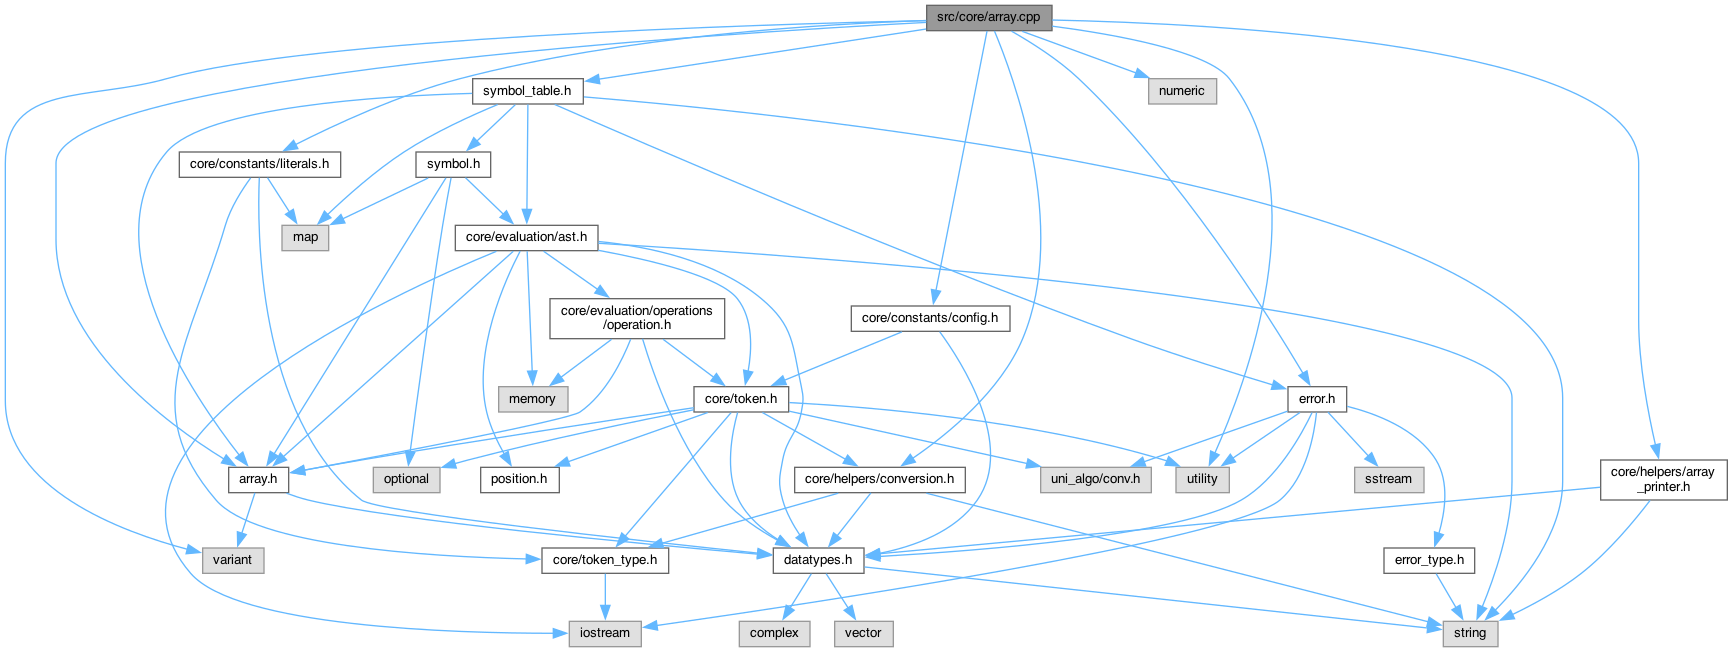 src/core/array.cpp
symbol_table.h
numeric
core/constants/literals.h
symbol.h
map
core/evaluation/ast.h
core/evaluation/operations
/operation.h
core/constants/config.h
memory
core/token.h
error.h
array.h
optional
position.h
core/helpers/conversion.h
uni_algo/conv.h
utility
sstream
core/helpers/array
_printer.h
variant
core/token_type.h
datatypes.h
error_type.h
iostream
complex
vector
string